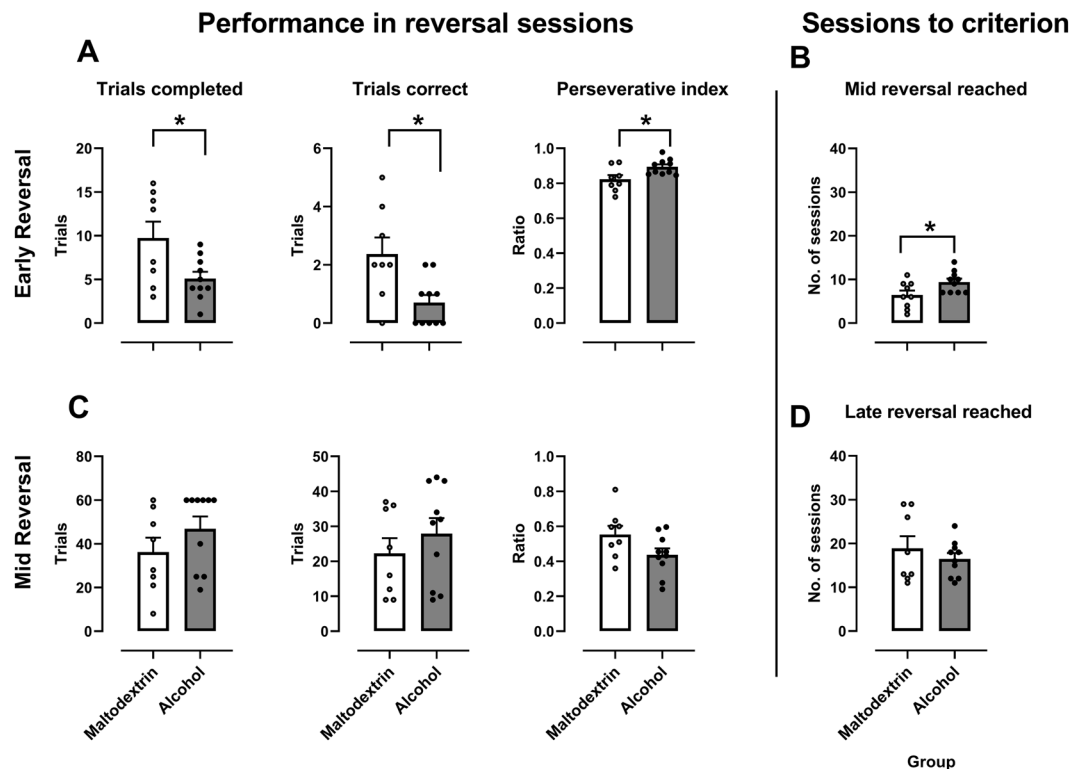 Performance in reversal sessions
Sessions to criterion
A
B
Trials completed
Trials correct
Perseverative index
Mid reversal reached
*
*
*
*
Early Reversal
Trials
20
15
10
5
0
Trials
6
4
2
0
Ratio
1.0
0.8
0.6
0.4
0.2
0.0
No. of sessions
40
30
20
10
0
C
D
Late reversal reached
Mid Reversal
Trials
80
60
40
20
0
Trials
50
40
30
20
10
0
Ratio
1.0
0.8
0.6
0.4
0.2
0.0
No. of sessions
40
30
20
10
0
Maltodextrin
Alcohol
Maltodextrin
Alcohol
Maltodextrin
Alcohol
Maltodextrin
Alcohol
Group